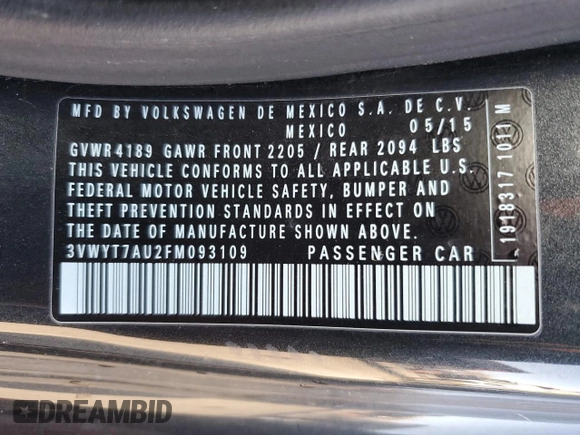 MFD BY VOLKSWAGEN DE MEXICO S.A. DE C.V.
MEXICO 05/15
GVWR4189 GAWR FRONT 2205 / REAR 2094 LBS
THIS VEHICLE CONFORMS TO ALL APPLICABLE U.S.
FEDERAL MOTOR VEHICLE SAFETY, BUMPER AND
THEFT PREVENTION STANDARDS IN EFFECT ON
THE DATE OF MANUFACTURE SHOWN ABOVE.
3VWYT7AU2FM093109 PASSENGER CAR
1918317 1011 M
DREAMBID